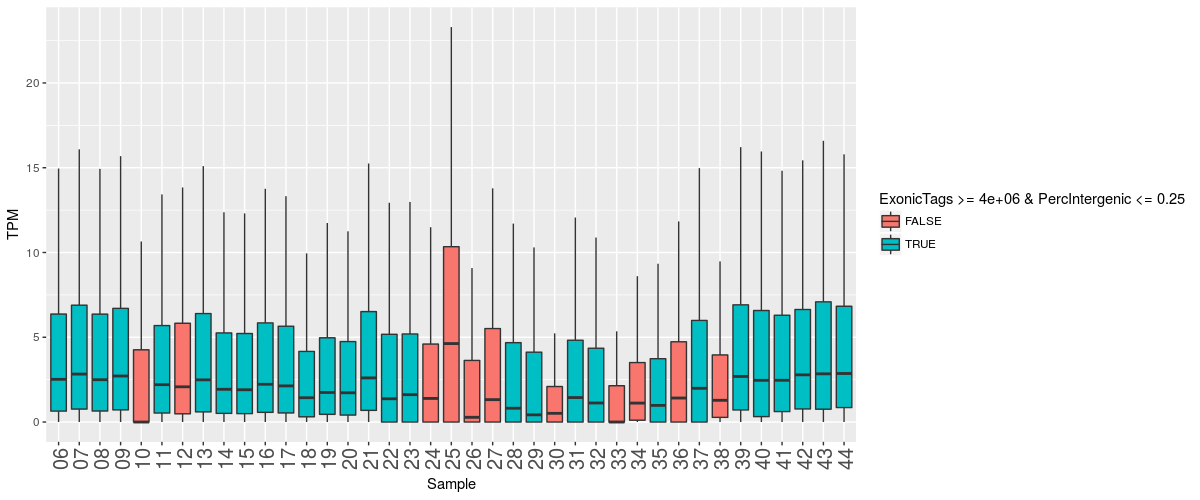 20
15
10
5
0
TPM
06 07 08 09 10 11 12 13 14 15 16 17 18 19 20 21 22 23 24 25 26 27 28 29 30 31 32 33 34 35 36 37 38 39 40 41 42 43 44
Sample
ExonicTags >= 4e+06 & PercIntergenic <= 0.25
FALSE
TRUE